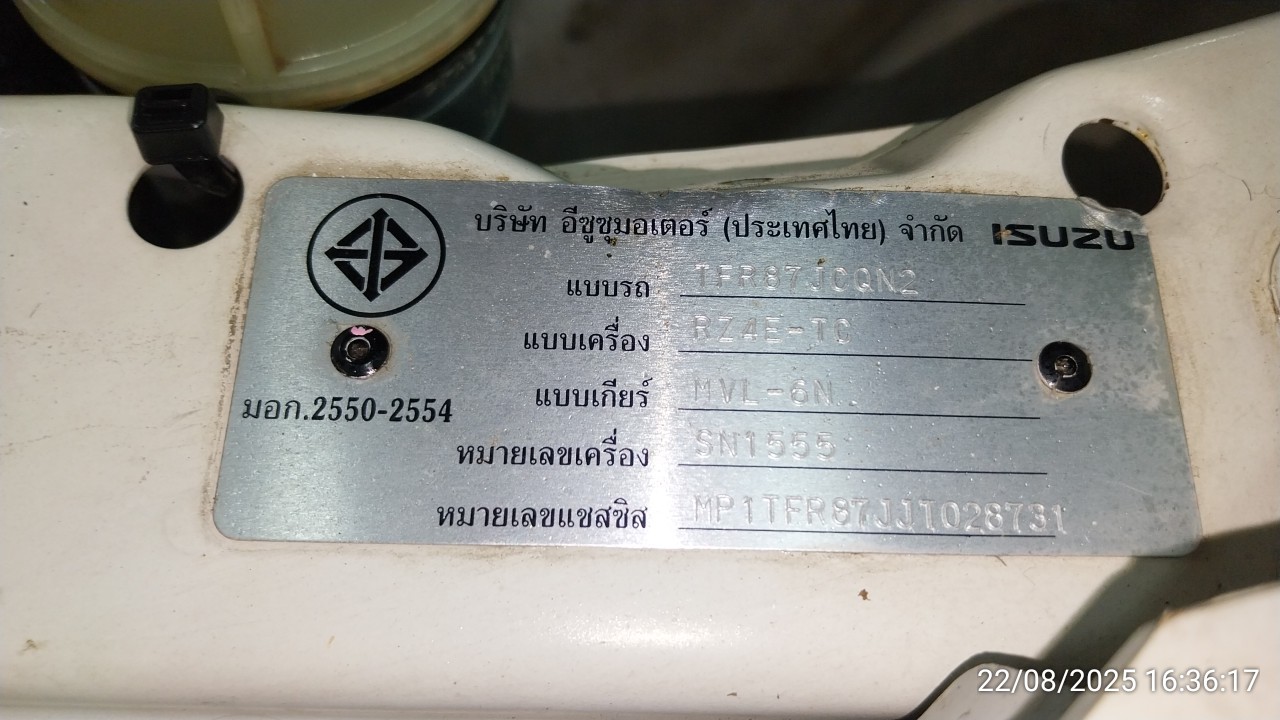 บริษัท อีซูซุมอเตอร์ (ประเทศไทย) จำกัด ISUZU
แบบรถ TFR87JCQN2
แบบเครื่อง RZ4E-TC
แบบเกียร์ MVL-6N
มอก.2550-2554
หมายเลขเครื่อง SN1555
หมายเลขแชสซิส MP1TFR87JJT028731
22/08/2025 16:36:17